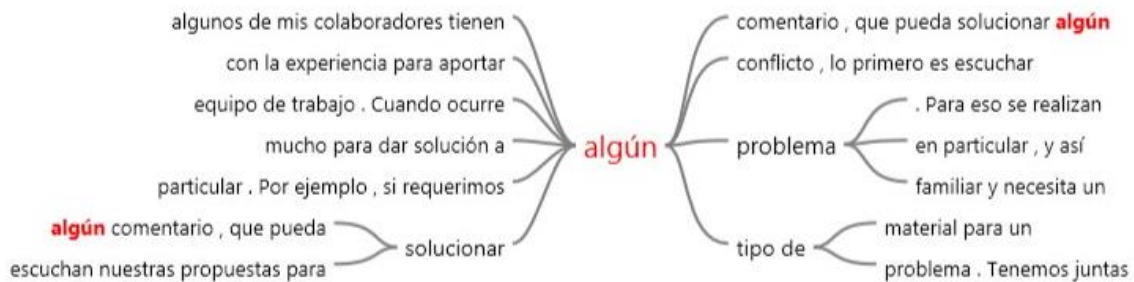 algunos de mis colaboradores tienen
con la experiencia para aportar
equipo de trabajo . Cuando ocurre
mucho para dar solución a
particular . Por ejemplo , si requerimos
algún comentario , que pueda
escuchan nuestras propuestas para
solucionar
algún
comentario , que pueda solucionar algún
conflicto , lo primero es escuchar
problema
. Para eso se realizan
en particular , y así
familiar y necesita un
tipo de
material para un
problema . Tenemos juntas